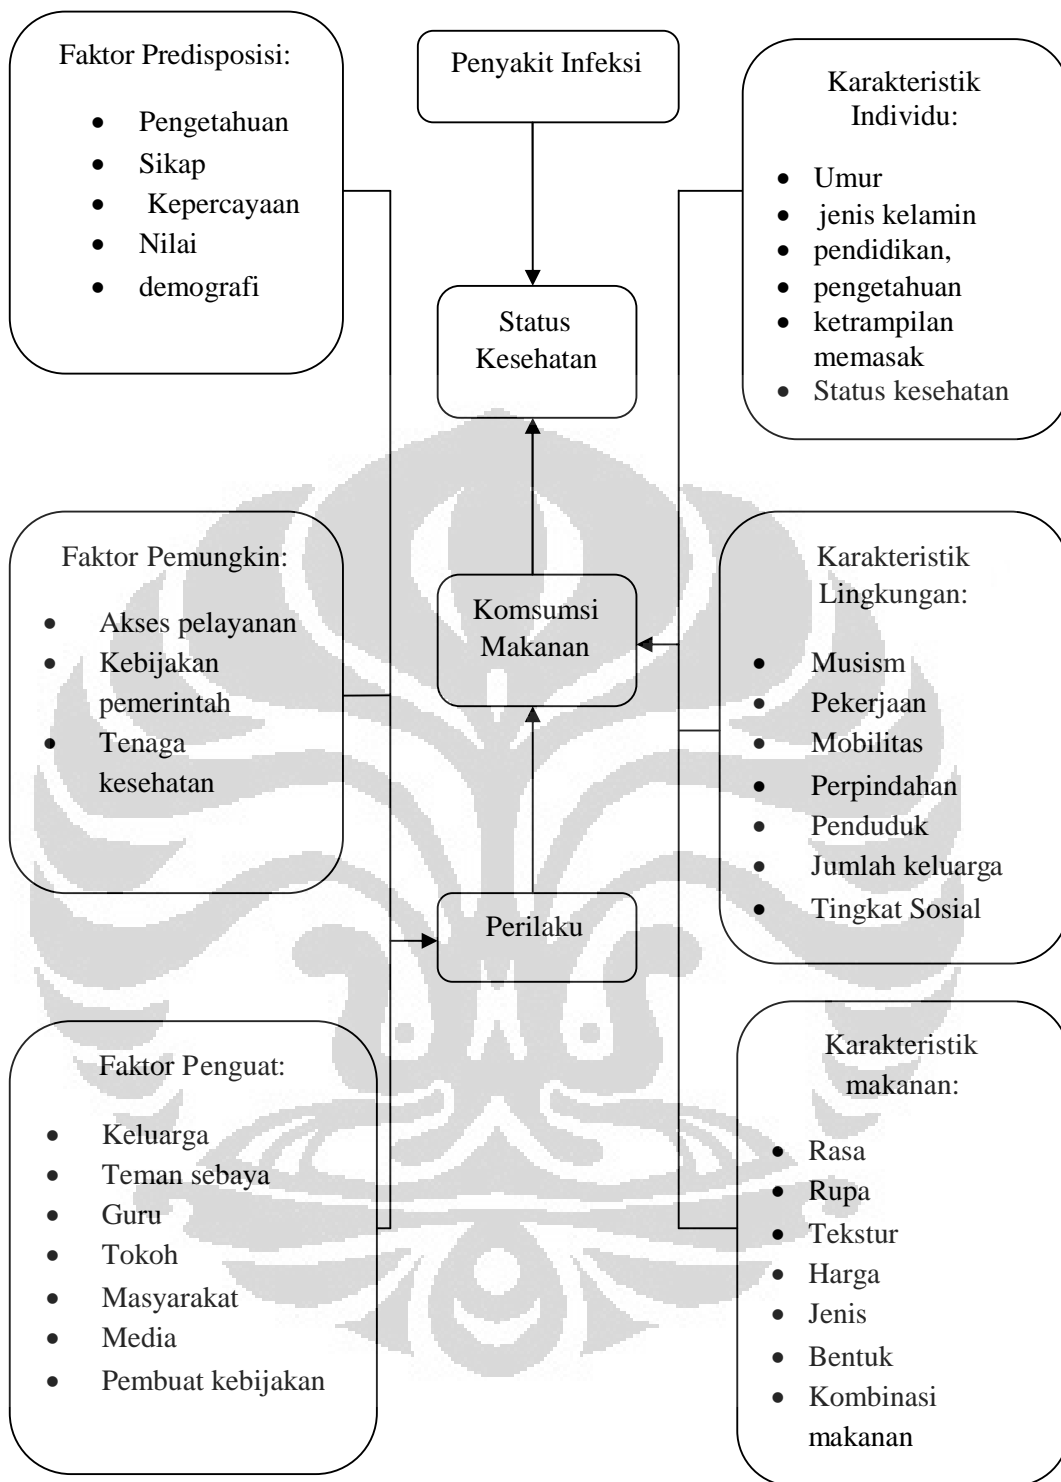 Faktor Predisposisi:
• Pengetahuan
• Sikap
• Kepercayaan
• Nilai
• demografi
Penyakit Infeksi
Karakteristik
Individu:
• Umur
• jenis kelamin
• pendidikan,
• pengetahuan
• ketrampilan
memasak
• Status kesehatan
Status
Kesehatan
Faktor Pemungkin:
• Akses pelayanan
• Kebijakan
pemerintah
• Tenaga
kesehatan
Komsumsi
Makanan
Karakteristik
Lingkungan:
• Musism
• Pekerjaan
• Mobilitas
• Perpindahan
• Penduduk
• Jumlah keluarga
• Tingkat Sosial
Perilaku
Faktor Penguat:
• Keluarga
• Teman sebaya
• Guru
• Tokoh
• Masyarakat
• Media
• Pembuat kebijakan
Karakteristik
makanan:
• Rasa
• Rupa
• Tekstur
• Harga
• Jenis
• Bentuk
• Kombinasi
makanan